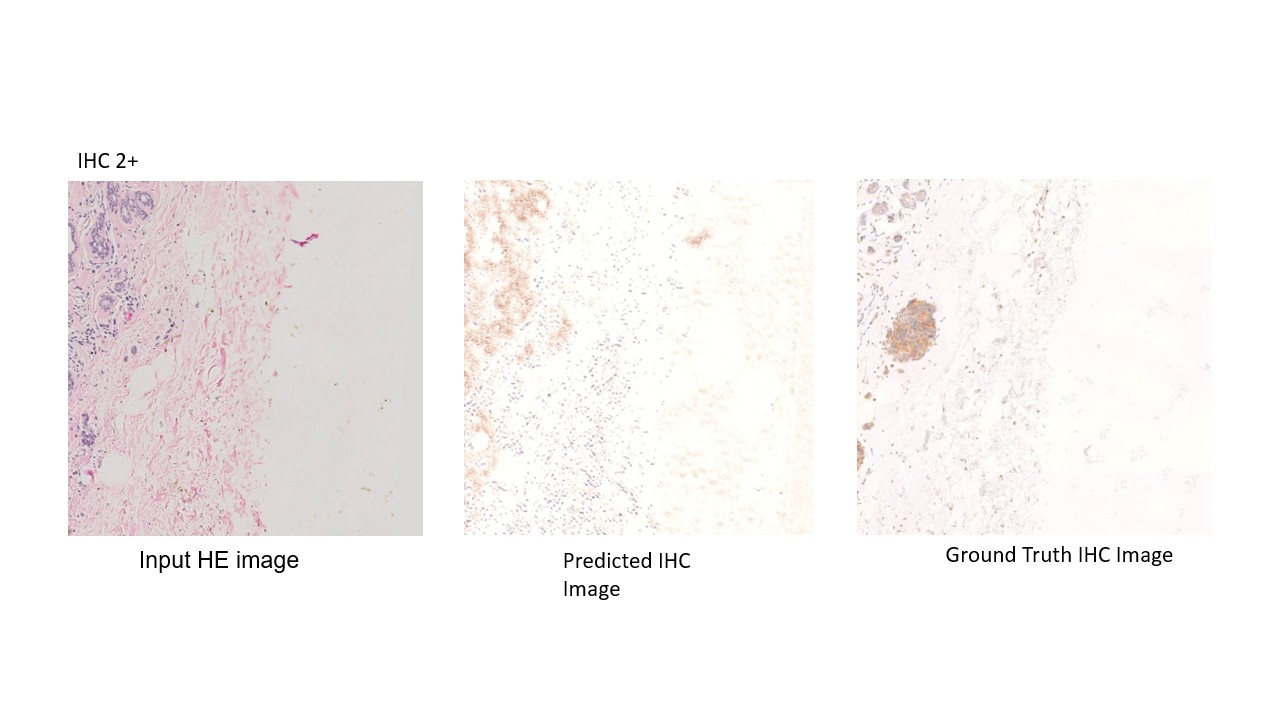 IHC 2+
Input HE image
Predicted IHC
Image
Ground Truth IHC Image